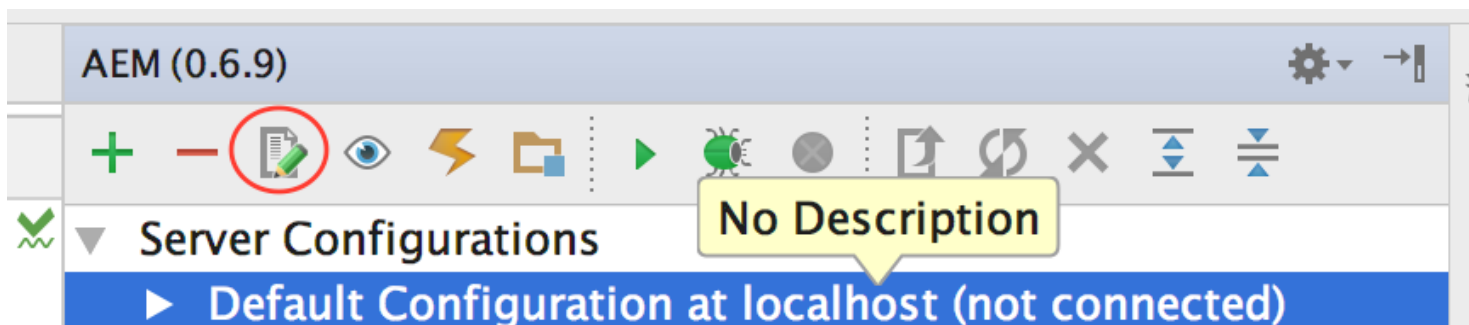 AEM (0.6.9)
No Description
Server Configurations
Default Configuration at localhost (not connected)